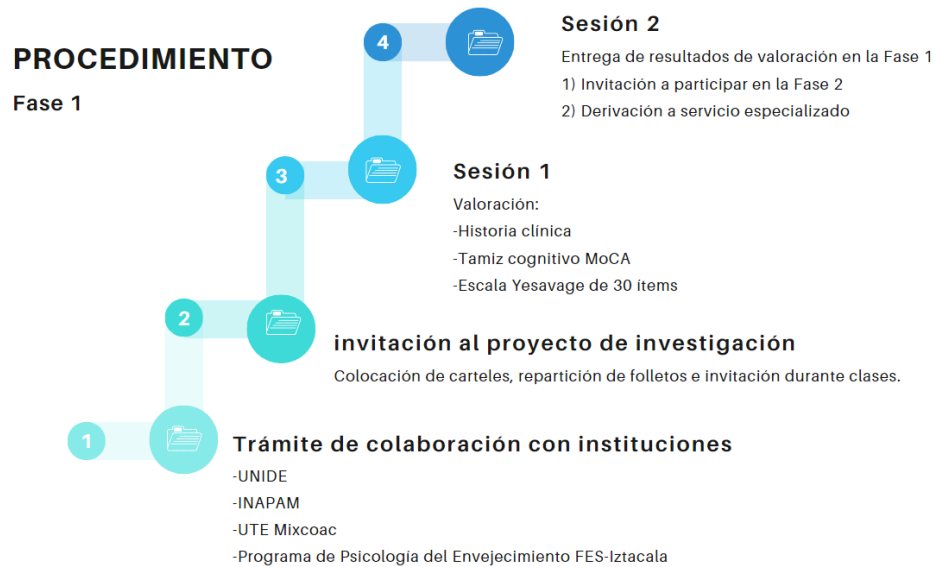 PROCEDIMIENTO
Fase 1
4
Sesión 2
Entrega de resultados de valoración en la Fase 1
1) Invitación a participar en la Fase 2
2) Derivación a servicio especializado
3
Sesión 1
Valoración:
-Historia clínica
-Tamiz cognitivo MoCA
-Escala Yesavage de 30 ítems
2
invitación al proyecto de investigación
Colocación de carteles, repartición de folletos e invitación durante clases.
1
Trámite de colaboración con instituciones
-UNIDE
-INAPAM
-UTE Mixcoac
-Programa de Psicología del Envejecimiento FES-Iztacala